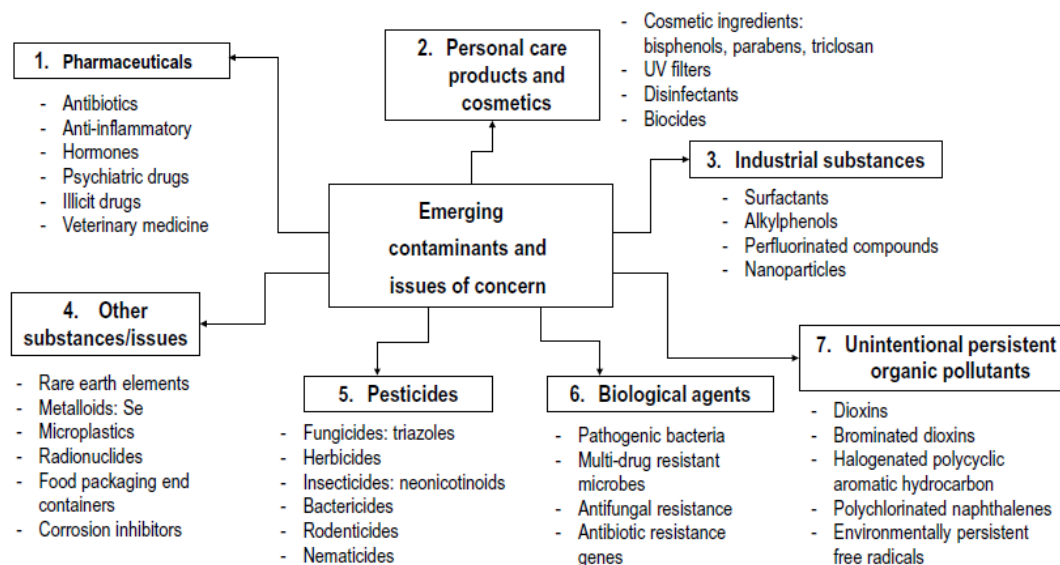 1. Pharmaceuticals
- Antibiotics
- Anti-inflammatory
- Hormones
- Psychiatric drugs
- Illicit drugs
- Veterinary medicine
2. Personal care
products and
cosmetics
- Cosmetic ingredients:
bisphenols, parabens, triclosan
- UV filters
- Disinfectants
- Biocides
3. Industrial substances
- Surfactants
- Alkylphenols
- Perfluorinated compounds
- Nanoparticles
Emerging
contaminants and
issues of concern
4. Other
substances/issues
- Rare earth elements
- Metalloids: Se
- Microplastics
- Radionuclides
- Food packaging end
containers
- Corrosion inhibitors
5. Pesticides
- Fungicides: triazoles
- Herbicides
- Insecticides: neonicotinoids
- Bactericides
- Rodenticides
- Nematicides
6. Biological agents
- Pathogenic bacteria
- Multi-drug resistant
microbes
- Antifungal resistance
- Antibiotic resistance
genes
7. Unintentional persistent
organic pollutants
- Dioxins
- Brominated dioxins
- Halogenated polycyclic
aromatic hydrocarbon
- Polychlorinated naphthalenes
- Environmentally persistent
free radicals